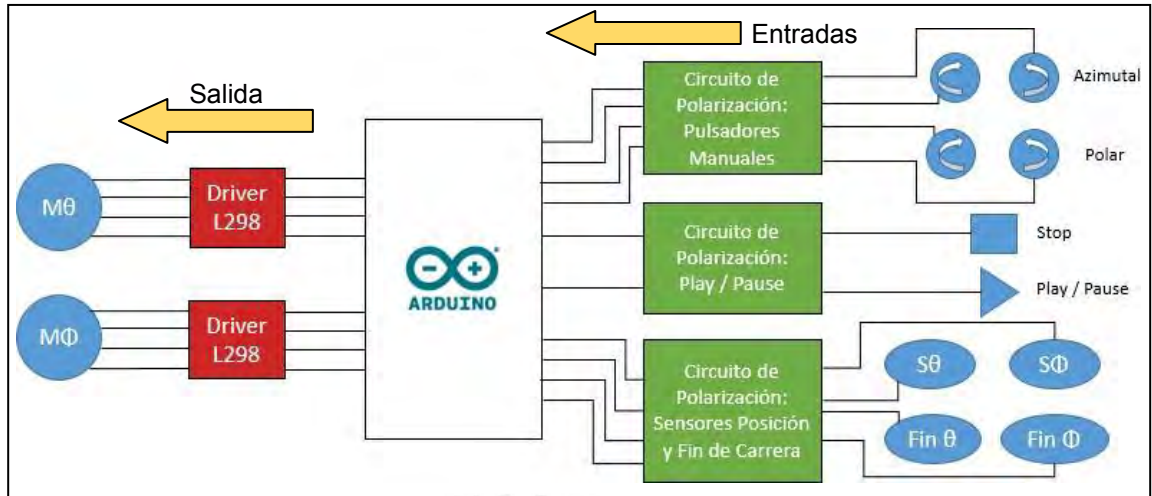 Entradas
Salida
Circuito de
Polarización:
Pulsadores
Manuales
Azimutal
Polar
Mθ
Driver
L298
ARDUINO
Circuito de
Polarización:
Play / Pause
Stop
Play / Pause
MΦ
Driver
L298
Circuito de
Polarización:
Sensores Posición
y Fin de Carrera
Sθ
SΦ
Fin θ
Fin Φ